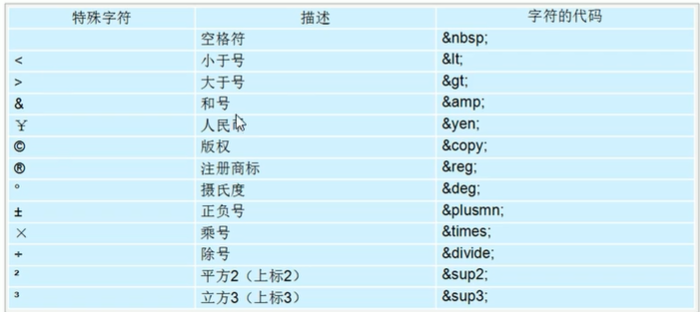 特殊字符 描述 字符的代码
空格符 &nbsp;
< 小于号 &lt;
> 大于号 &gt;
& 和号 &amp;
￥ 人民 &yen;
© 版权 &copy;
® 注册商标 &reg;
° 摄氏度 &deg;
± 正负号 &plusmn;
× 乘号 &times;
÷ 除号 &divide;
² 平方2（上标2） &sup2;
³ 立方3（上标3） &sup3;